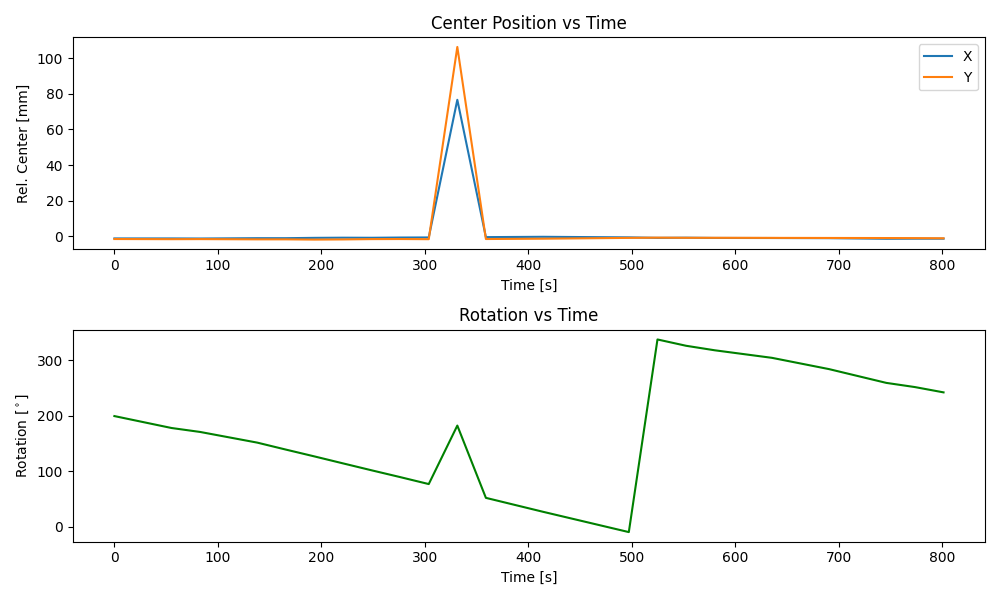 Center Position vs Time
Rel. Center [mm]
100
80
60
40
20
0
X
Y
0 100 200 300 400 500 600 700 800
Time [s]
Rotation vs Time
Rotation [°]
300
200
100
0
0 100 200 300 400 500 600 700 800
Time [s]